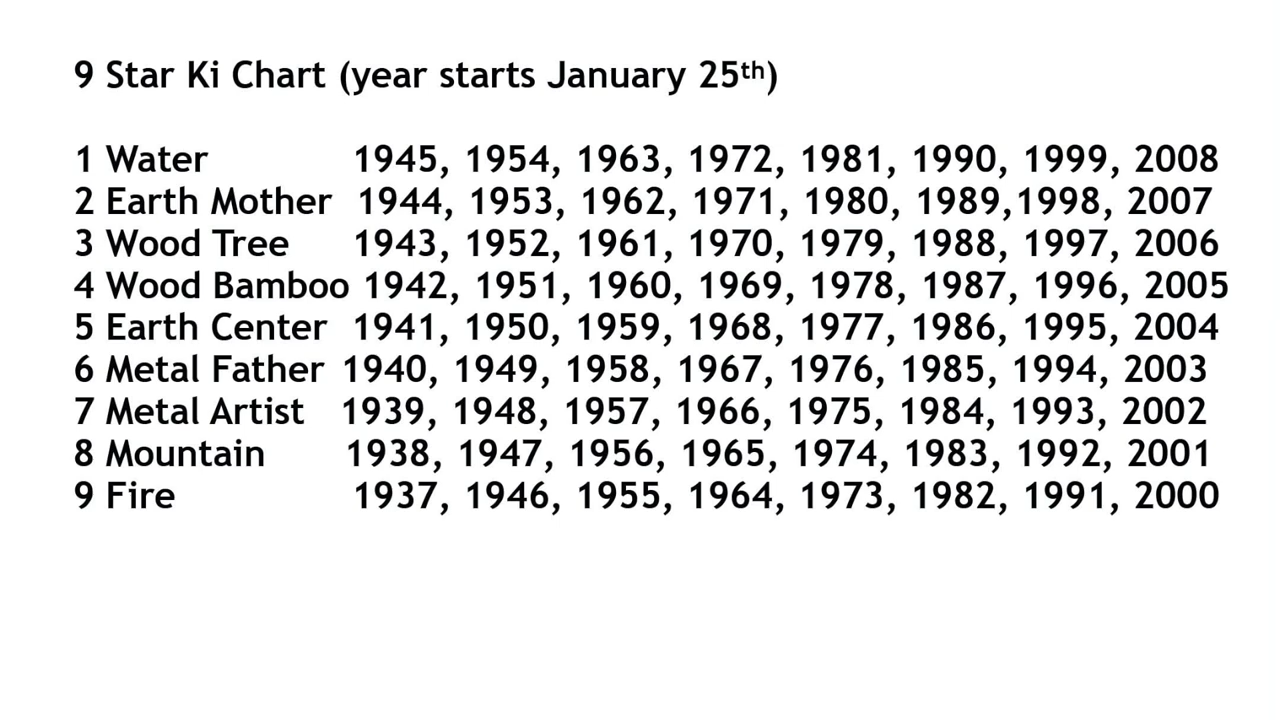 9 Star Ki Chart (year starts January 25th)
1 Water 1945, 1954, 1963, 1972, 1981, 1990, 1999, 2008
2 Earth Mother 1944, 1953, 1962, 1971, 1980, 1989,1998, 2007
3 Wood Tree 1943, 1952, 1961, 1970, 1979, 1988, 1997, 2006
4 Wood Bamboo 1942, 1951, 1960, 1969, 1978, 1987, 1996, 2005
5 Earth Center 1941, 1950, 1959, 1968, 1977, 1986, 1995, 2004
6 Metal Father 1940, 1949, 1958, 1967, 1976, 1985, 1994, 2003
7 Metal Artist 1939, 1948, 1957, 1966, 1975, 1984, 1993, 2002
8 Mountain 1938, 1947, 1956, 1965, 1974, 1983, 1992, 2001
9 Fire 1937, 1946, 1955, 1964, 1973, 1982, 1991, 2000